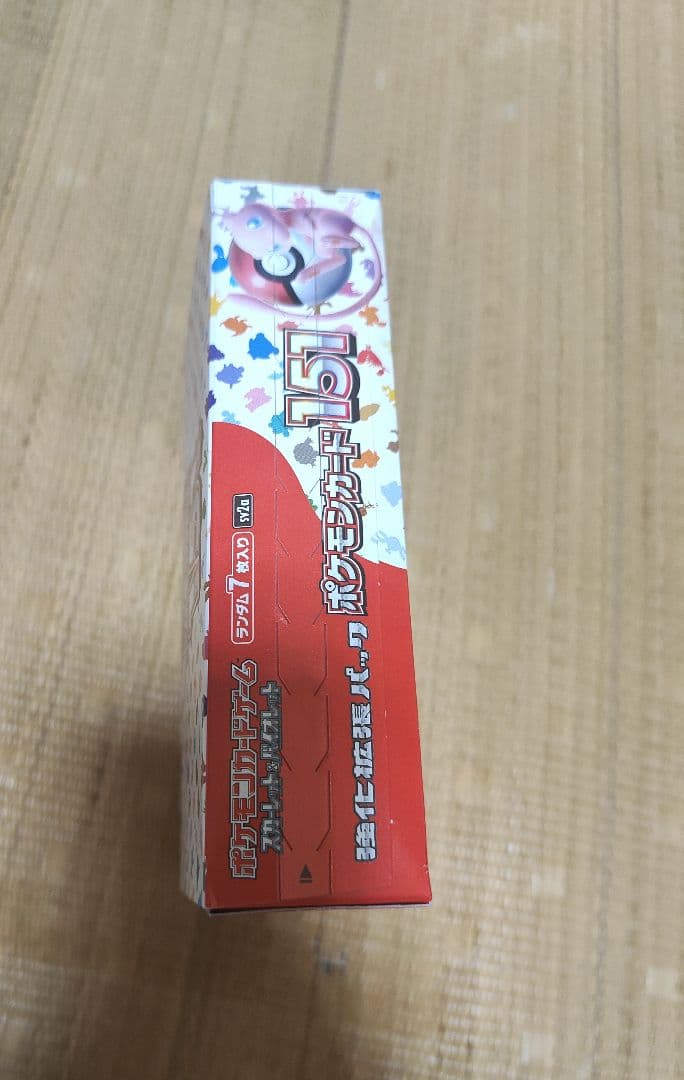 ポケモンカードゲーム
スカーレット&バイオレット
ランダム7枚入り
sv2a
強化拡張パック
ポケモンカード151